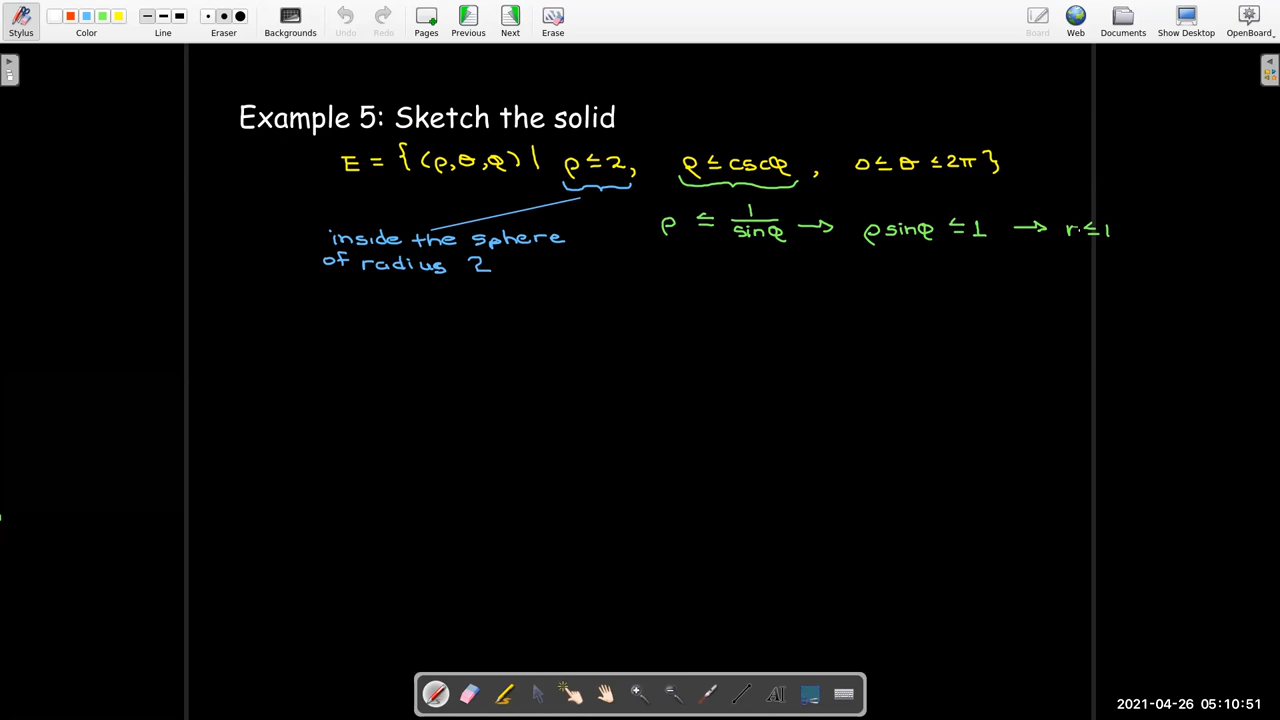 Stylus Color Line Eraser Backgrounds Undo Redo Pages Previous Next Erase Board Web Documents Show Desktop OpenBoard
Example 5: Sketch the solid
E = {(ρ,θ,φ) | ρ ≤ 2, ρ ≤ cscφ , 0 ≤ θ ≤ 2π}
ρ ≤ 1/sinφ → ρsinφ ≤ 1 → r ≤ 1
inside the sphere
of radius 2
2021-04-26 05:10:51